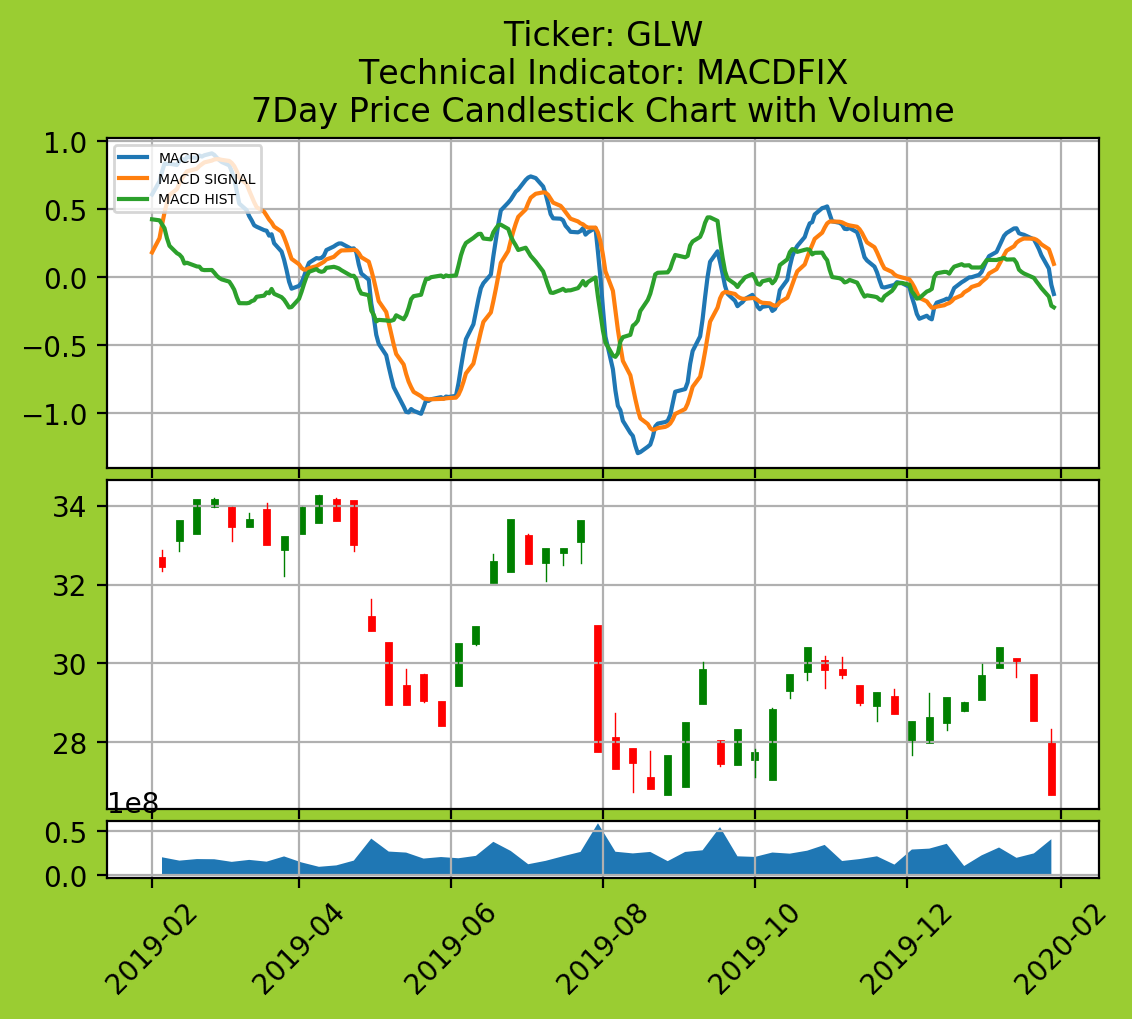 Ticker: GLW
Technical Indicator: MACDFIX
7Day Price Candlestick Chart with Volume
1.0
0.5
0.0
−0.5
−1.0
MACD
MACD SIGNAL
MACD HIST
34
32
30
28
1e8
0.5
0.0
2019-02
2019-04
2019-06
2019-08
2019-10
2019-12
2020-02